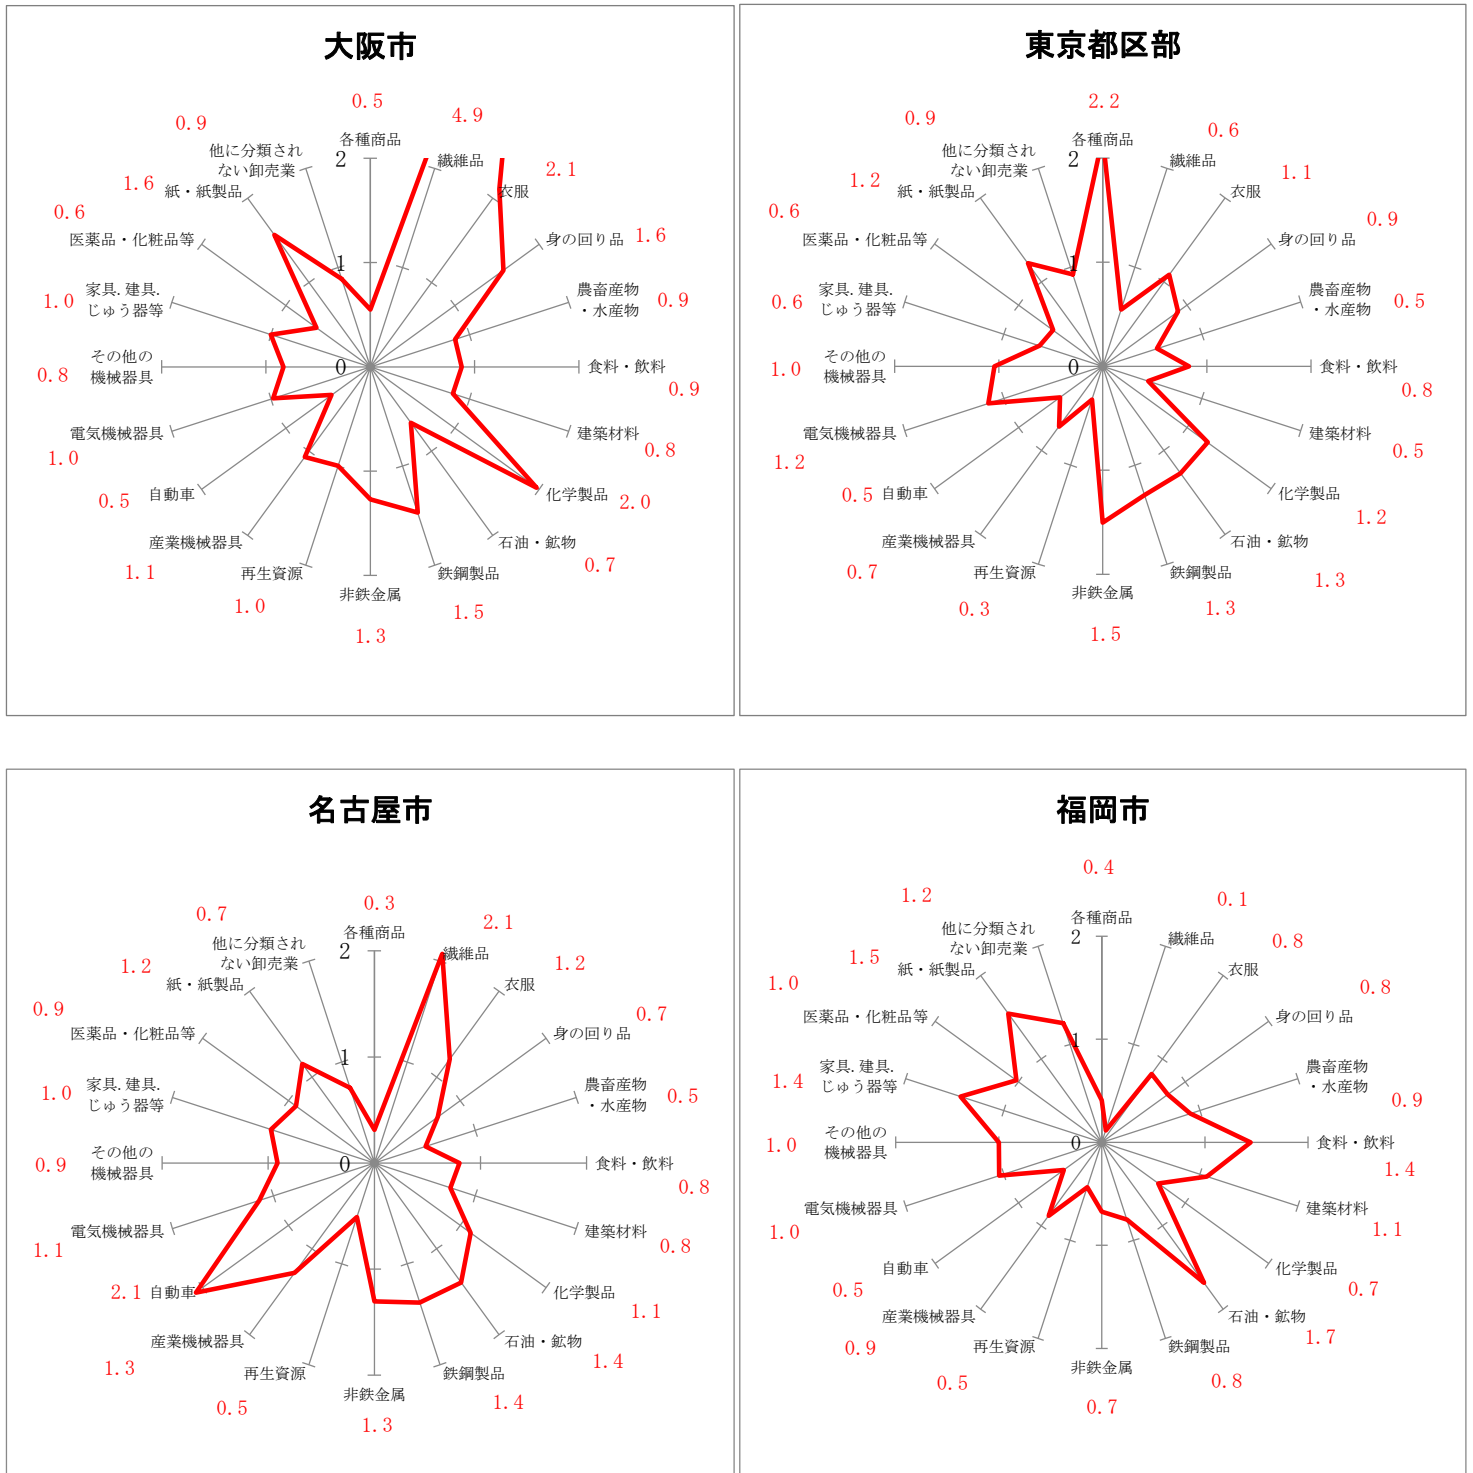 大阪市
0.5
4.9
0.9
各種商品
2
他に分類され
ない卸売業
繊維品
2.1
1.6
紙・紙製品
衣服
0.6
医薬品・化粧品等
身の回り品
1.6
1
1.0
家具.建具.
じゅう器等
農畜産物
・水産物
0.9
その他の
機械器具
0
食料・飲料
0.8
0.9
電気機械器具
建築材料
1.0
0.8
0.5
自動車
化学製品
2.0
産業機械器具
石油・鉱物
1.1
0.7
再生資源
鉄鋼製品
非鉄金属
1.0
1.5
1.3
東京都区部
2.2
0.9
0.6
各種商品
2
他に分類され
ない卸売業
繊維品
1.2
1.1
紙・紙製品
衣服
0.6
0.9
医薬品・化粧品等
身の回り品
1
0.6
家具.建具.
じゅう器等
農畜産物
・水産物
0.5
その他の
機械器具
1.0
0
食料・飲料
0.8
電気機械器具
建築材料
1.2
0.5
0.5
自動車
化学製品
1.2
産業機械器具
石油・鉱物
0.7
1.3
再生資源
鉄鋼製品
非鉄金属
0.3
1.3
1.5
名古屋市
0.3
0.7
2.1
各種商品
2
他に分類され
ない卸売業
繊維品
1.2
1.2
紙・紙製品
衣服
0.9
0.7
医薬品・化粧品等
身の回り品
1
1.0
家具.建具.
じゅう器等
農畜産物
・水産物
0.5
その他の
機械器具
0.9
0
食料・飲料
0.8
電気機械器具
建築材料
1.1
0.8
2.1
自動車
化学製品
1.1
産業機械器具
石油・鉱物
1.3
1.4
再生資源
鉄鋼製品
非鉄金属
0.5
1.4
1.3
福岡市
0.4
1.2
0.1
各種商品
2
他に分類され
ない卸売業
繊維品
0.8
1.5
紙・紙製品
衣服
1.0
0.8
医薬品・化粧品等
身の回り品
1
1.4
家具.建具.
じゅう器等
農畜産物
・水産物
0.9
その他の
機械器具
1.0
0
食料・飲料
1.4
電気機械器具
建築材料
1.0
1.1
自動車
化学製品
0.5
0.7
産業機械器具
石油・鉱物
0.9
1.7
再生資源
鉄鋼製品
非鉄金属
0.5
0.8
0.7